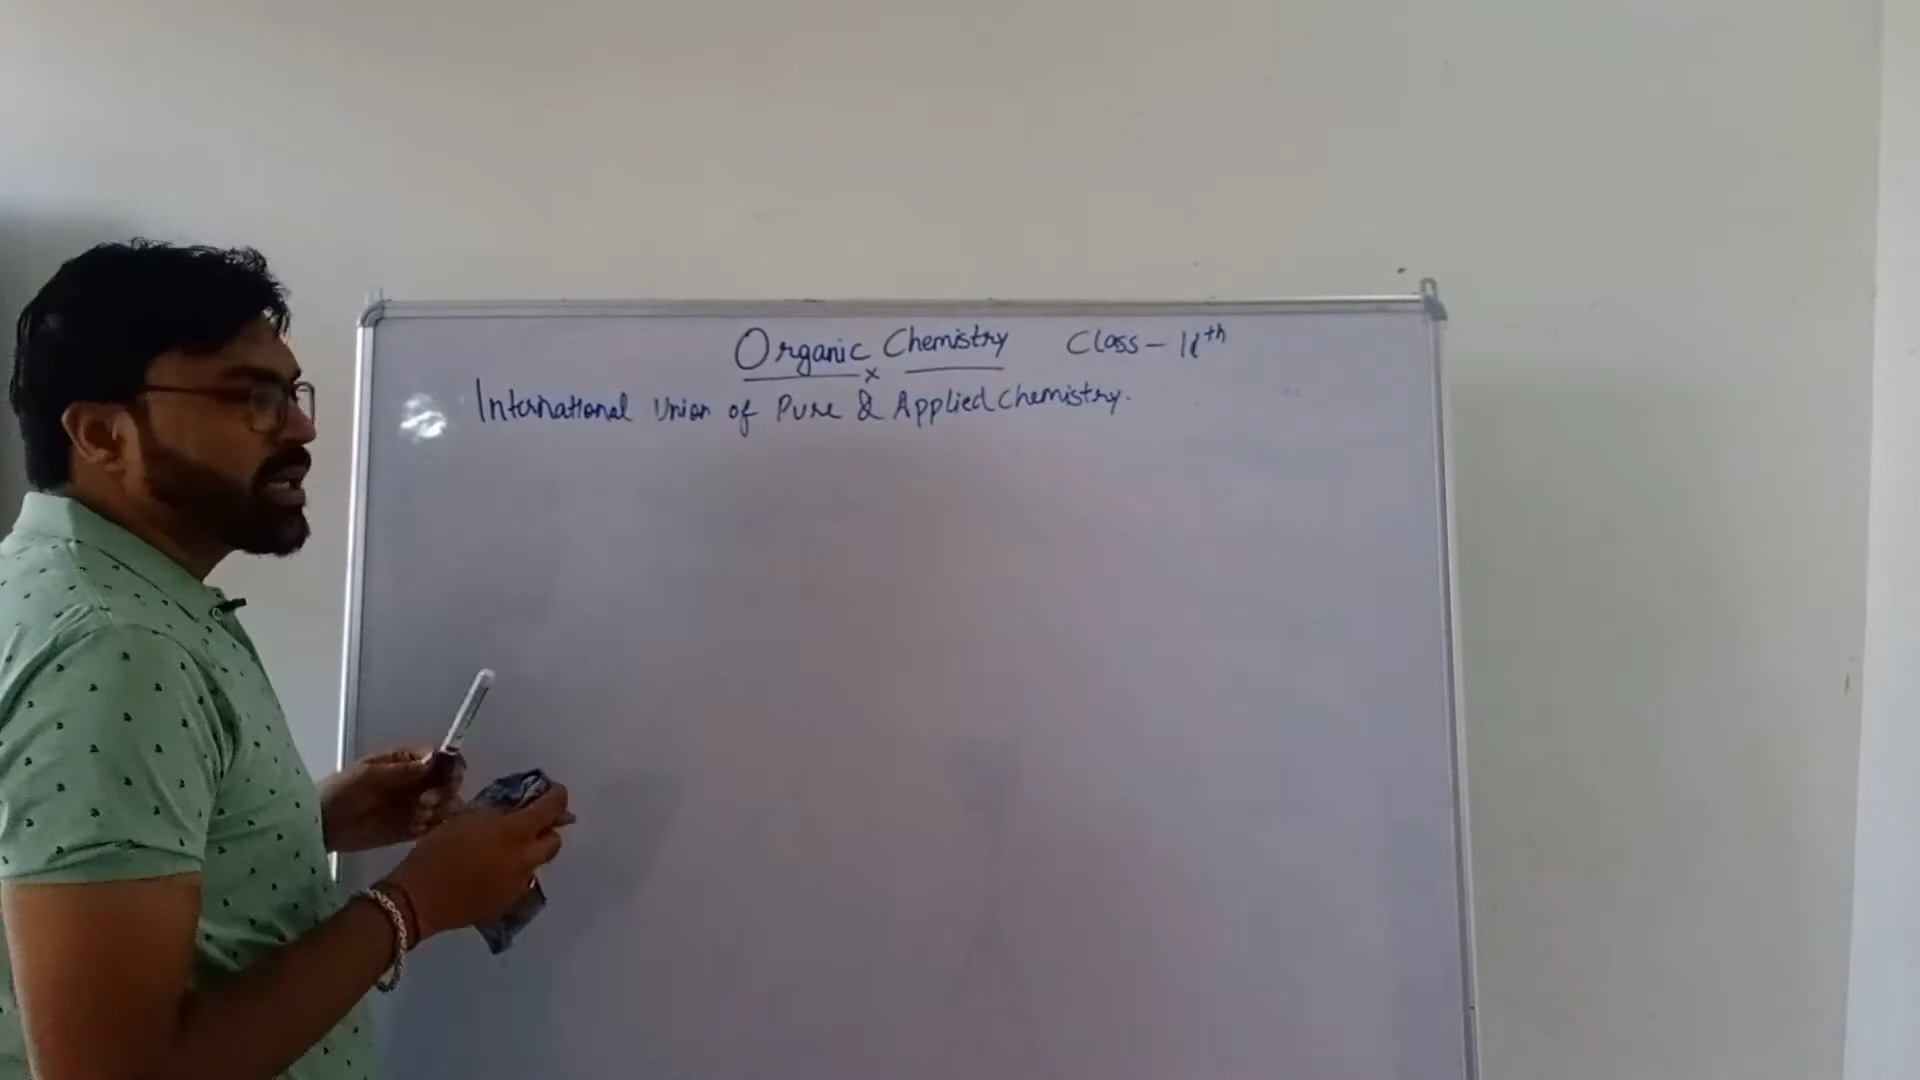 Organic Chemistry Class - 11th
International Union of Pure & Applied Chemistry.